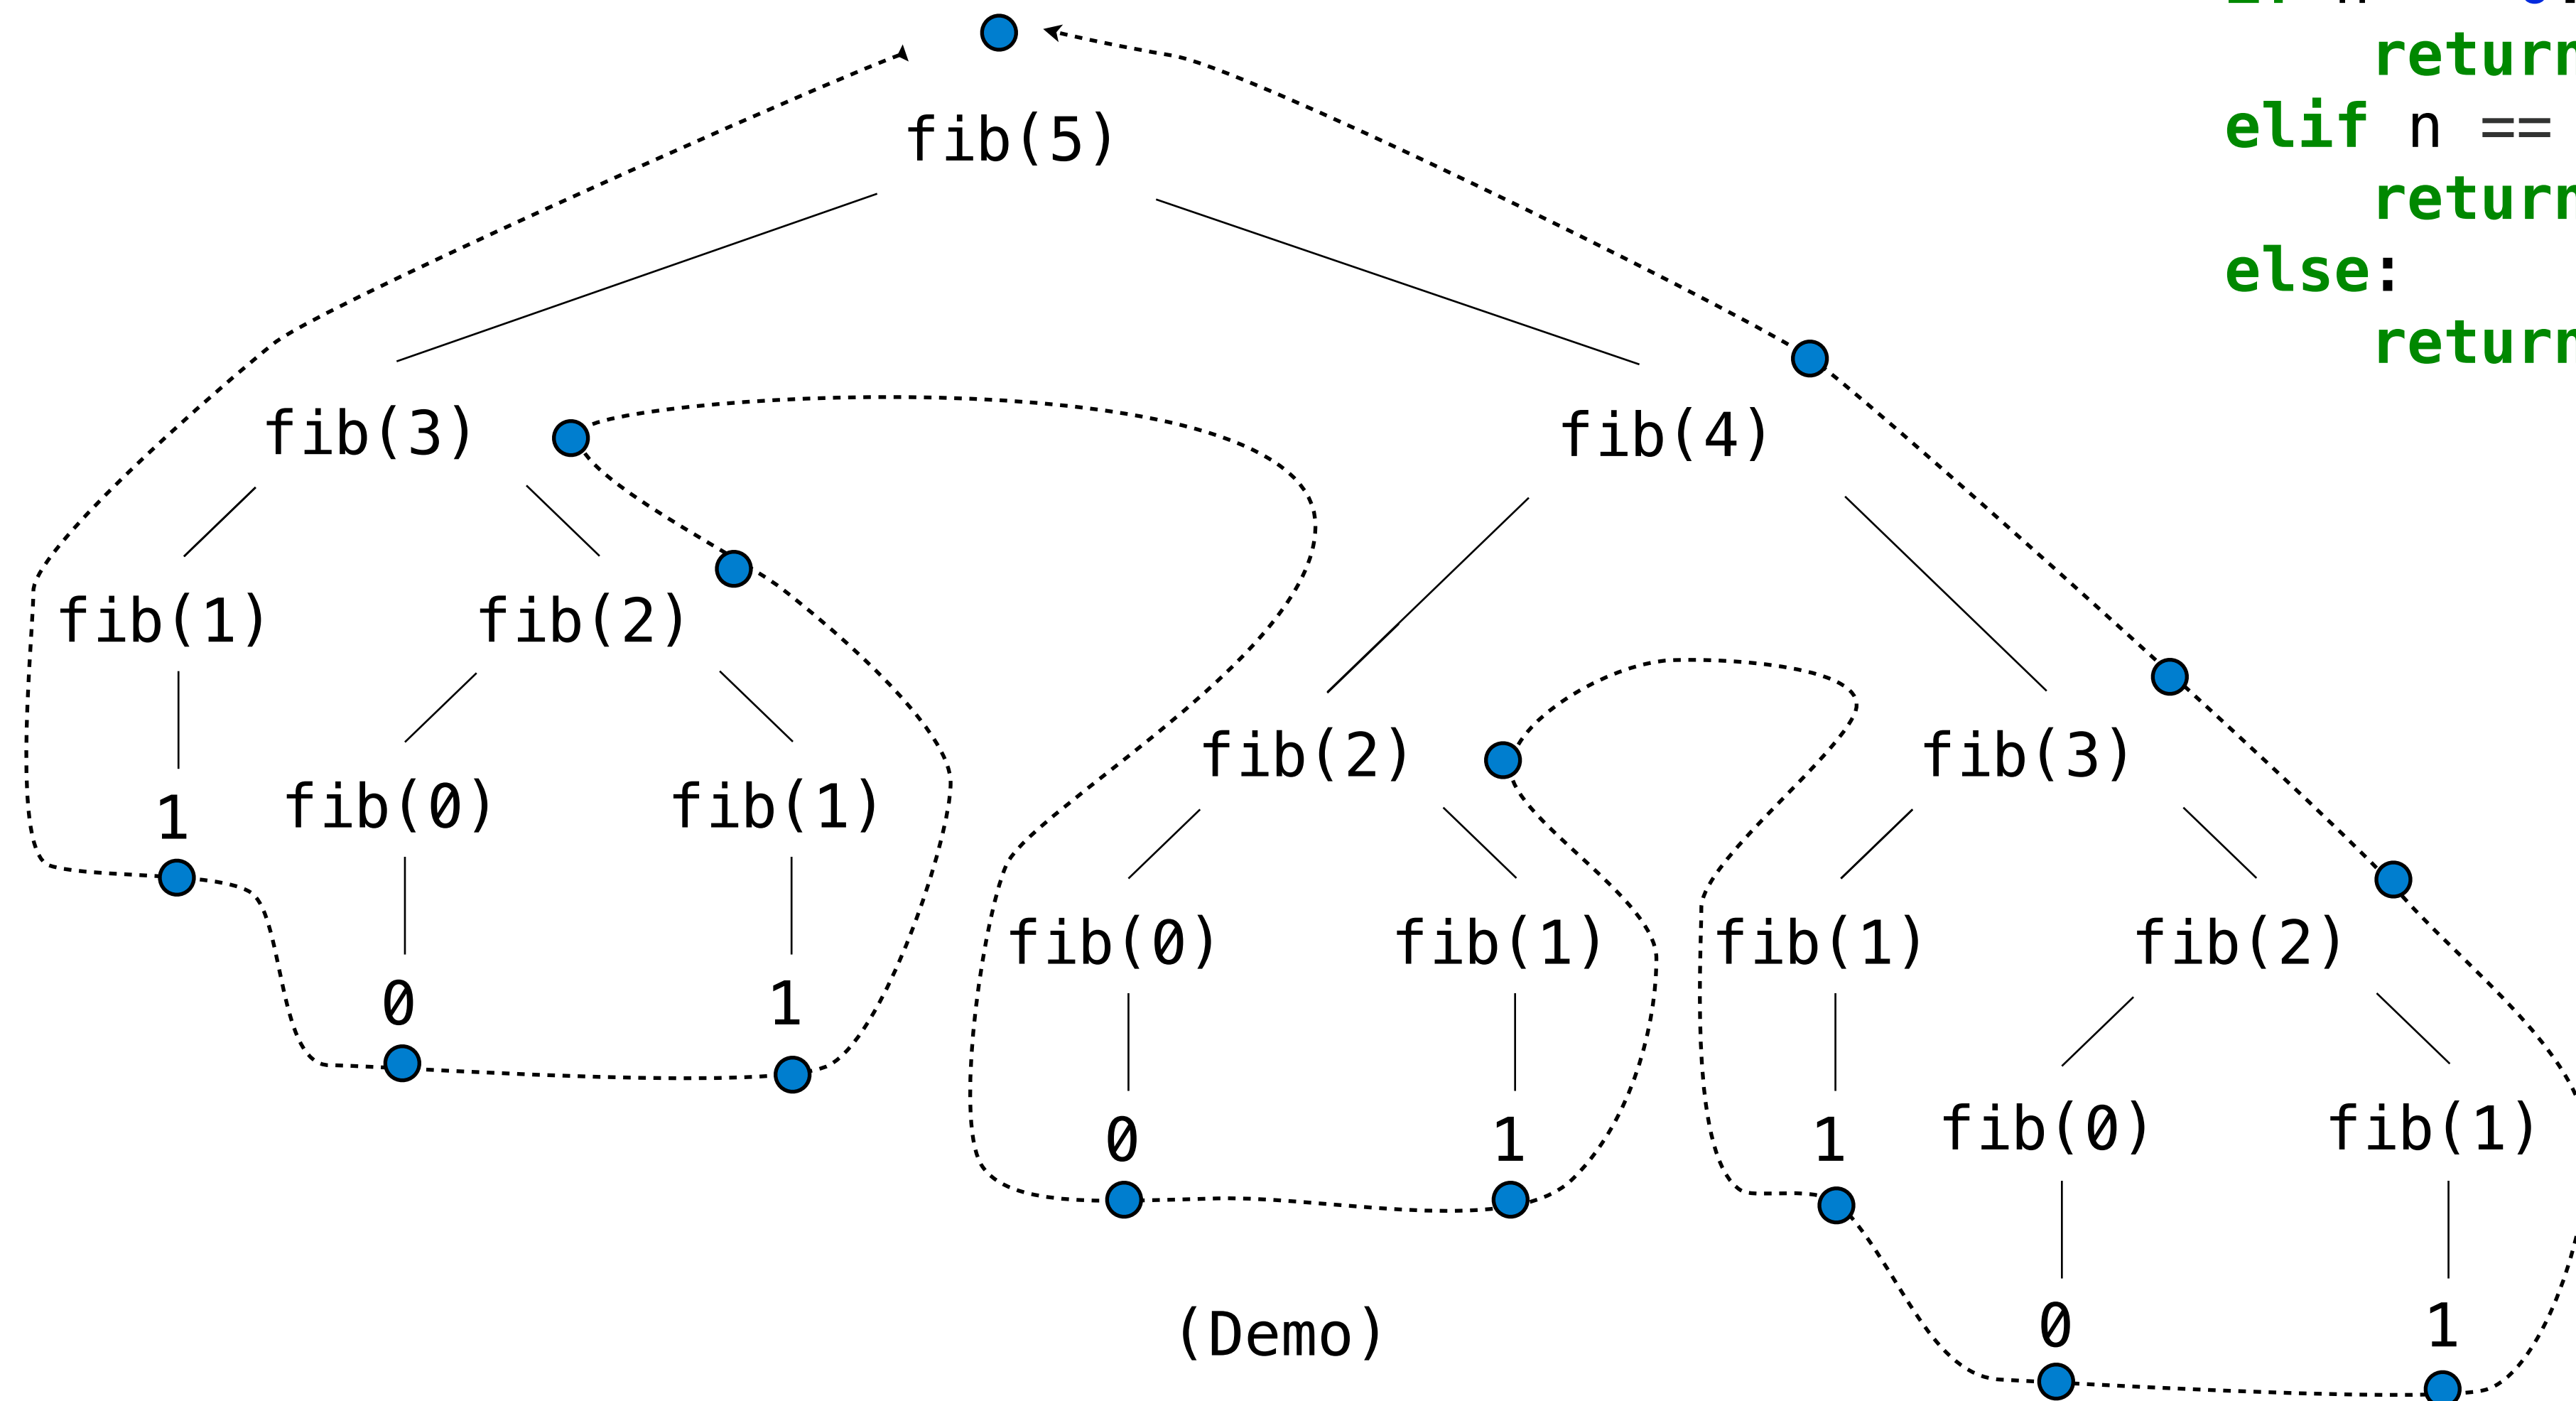 return
elif n ==
return
else:
return
fib(5)
fib(3) fib(4)
fib(1) fib(2)
fib(2) fib(3)
1 fib(0) fib(1)
fib(0) fib(1) fib(1) fib(2)
0 1
0 1 1 fib(0) fib(1)
(Demo) 0 1